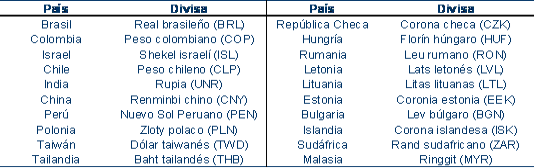 País Divisa País Divisa
Brasil Real brasileño (BRL) República Checa Corona checa (CZK)
Colombia Peso colombiano (COP) Hungría Florín húngaro (HUF)
Israel Shekel israelí (ISL) Rumania Leu rumano (RON)
Chile Peso chileno (CLP) Letonia Lats letonés (LVL)
India Rupia (UNR) Lituania Litas lituanas (LTL)
China Renminbi chino (CNY) Estonia Coronia estonia (EEK)
Perú Nuevo Sol Peruano (PEN) Bulgaria Lev búlgaro (BGN)
Polonia Zloty polaco (PLN) Islandia Corona islandesa (ISK)
Taiwán Dólar taiwanés (TWD) Sudáfrica Rand sudafricano (ZAR)
Tailandia Baht tailandés (THB) Malasia Ringgit (MYR)